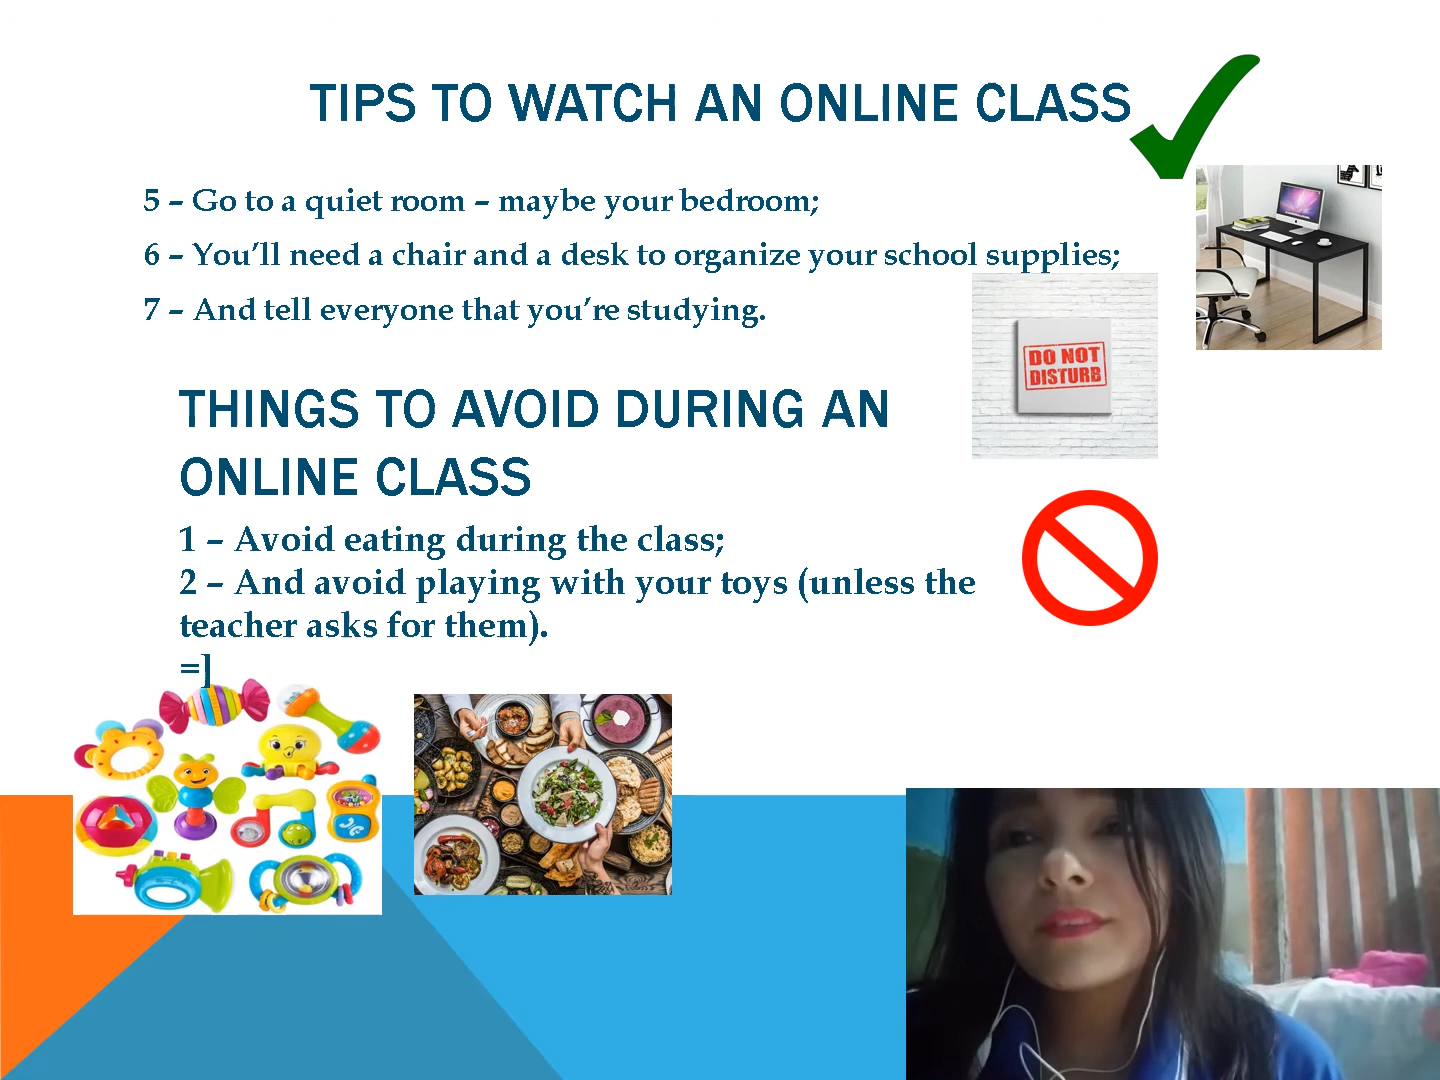 TIPS TO WATCH AN ONLINE CLASS
5 – Go to a quiet room – maybe your bedroom;
6 – You’ll need a chair and a desk to organize your school supplies;
7 – And tell everyone that you’re studying.
DO NOT
DISTURB
THINGS TO AVOID DURING AN
ONLINE CLASS
1 – Avoid eating during the class;
2 – And avoid playing with your toys (unless the
teacher asks for them).
=]